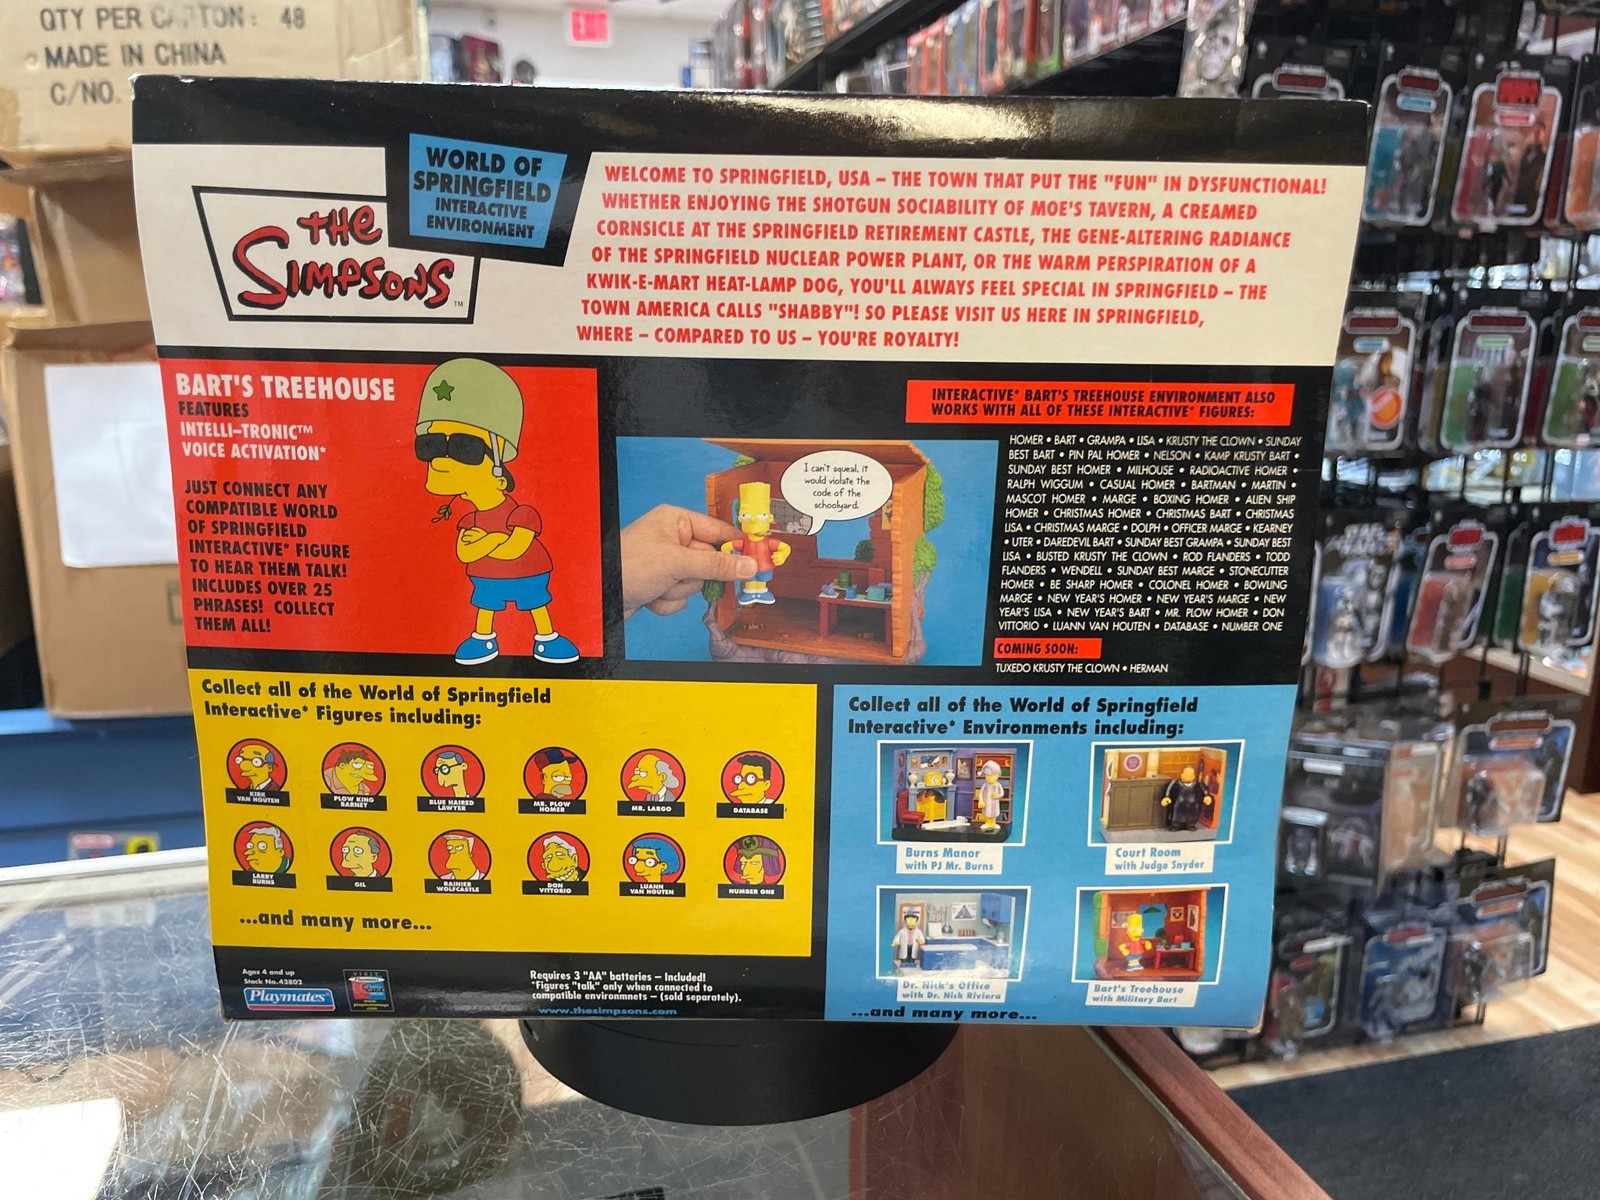 QTY PER CARTON: 48
MADE IN CHINA
C/NO.
EXIT
WORLD OF
SPRINGFIELD
INTERACTIVE
ENVIRONMENT
THE
SIMPSONS™
WELCOME TO SPRINGFIELD, USA – THE TOWN THAT PUT THE "FUN" IN DYSFUNCTIONAL!
WHETHER ENJOYING THE SHOTGUN SOCIABILITY OF MOE'S TAVERN, A CREAMED
CORNSICLE AT THE SPRINGFIELD RETIREMENT CASTLE, THE GENE-ALTERING RADIANCE
OF THE SPRINGFIELD NUCLEAR POWER PLANT, OR THE WARM PERSPIRATION OF A
KWIK-E-MART HEAT-LAMP DOG, YOU'LL ALWAYS FEEL SPECIAL IN SPRINGFIELD – THE
TOWN AMERICA CALLS "SHABBY"! SO PLEASE VISIT US HERE IN SPRINGFIELD,
WHERE – COMPARED TO US – YOU'RE ROYALTY!
BART'S TREEHOUSE
FEATURES
INTELLI-TRONIC™
VOICE ACTIVATION*
JUST CONNECT ANY
COMPATIBLE WORLD
OF SPRINGFIELD
INTERACTIVE* FIGURE
TO HEAR THEM TALK!
INCLUDES OVER 25
PHRASES! COLLECT
THEM ALL!
I can't squeal. it
would violate the
code of the
schoolyard.
INTERACTIVE* BART'S TREEHOUSE ENVIRONMENT ALSO
WORKS WITH ALL OF THESE INTERACTIVE* FIGURES:
HOMER • BART • GRAMPA • LISA • KRUSTY THE CLOWN • SUNDAY
BEST BART • PIN PAL HOMER • NELSON • KAMP KRUSTY BART •
SUNDAY BEST HOMER • MILHOUSE • RADIOACTIVE HOMER •
RALPH WIGGUM • CASUAL HOMER • BARTMAN • MARTIN •
MASCOT HOMER • MARGE • BOXING HOMER • ALIEN SHIP
HOMER • CHRISTMAS HOMER • CHRISTMAS BART • CHRISTMAS
LISA • CHRISTMAS MARGE • DOLPH • OFFICER MARGE • KEARNEY
• UTER • DAREDEVIL BART • SUNDAY BEST GRAMPA • SUNDAY BEST
LISA • BUSTED KRUSTY THE CLOWN • ROD FLANDERS • TODD
FLANDERS • WENDELL • SUNDAY BEST MARGE • STONECUTTER
HOMER • BE SHARP HOMER • COLONEL HOMER • BOWLING
MARGE • NEW YEAR'S HOMER • NEW YEAR'S MARGE • NEW
YEAR'S LISA • NEW YEAR'S BART • MR. PLOW HOMER • DON
VITTORIO • LUANN VAN HOUTEN • DATABASE • NUMBER ONE
COMING SOON:
TUXEDO KRUSTY THE CLOWN • HERMAN
Collect all of the World of Springfield
Interactive* Figures including:
KIRK
VAN HOUTEN
PLOW KING
BARNEY
BLUE HAIRED
LAWYER
MR. PLOW
HOMER
MR. LARGO
DATABASE
LARRY
BURNS
GIL
RAINIER
WOLFCASTLE
DON
VITTORIO
LUANN
VAN HOUTEN
NUMBER ONE
...and many more...
Collect all of the World of Springfield
Interactive* Environments including:
Burns Manor
with PJ Mr. Burns
Court Room
with Judge Snyder
Dr. Nick's Office
with Dr. Nick Riviera
Bart's Treehouse
with Military Bart
...and many more...
Ages 4 and up
Stock No.43802
Playmates®
VISIT
Requires 3 "AA" batteries – Included!
*Figures "talk" only when connected to
compatible environmnets – (sold separately).
www.thesimpsons.com